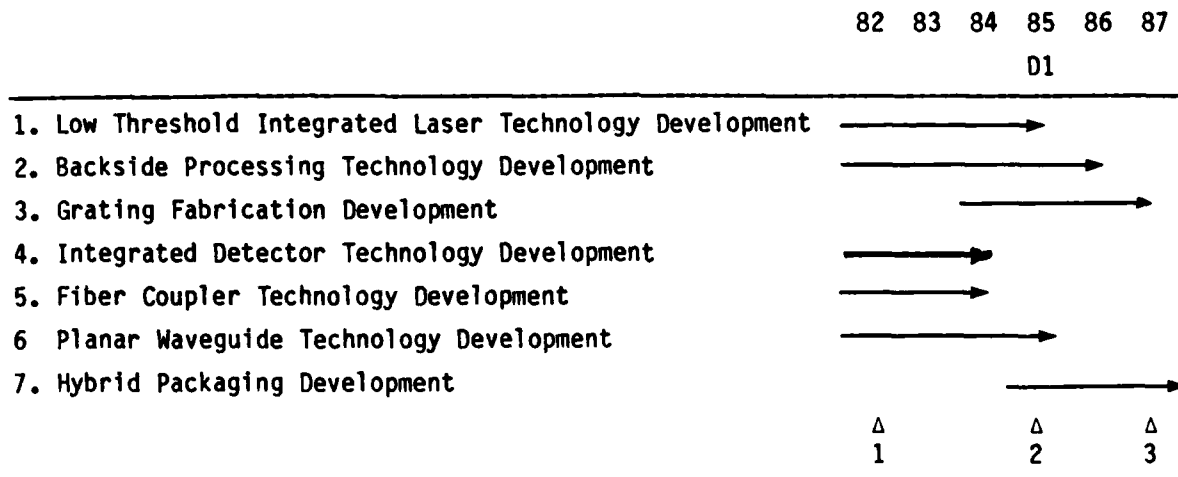 82 83 84 85 86 87
D1
1. Low Threshold Integrated Laser Technology Development
2. Backside Processing Technology Development
3. Grating Fabrication Development
4. Integrated Detector Technology Development
5. Fiber Coupler Technology Development
6 Planar Waveguide Technology Development
7. Hybrid Packaging Development
Δ Δ Δ
1 2 3